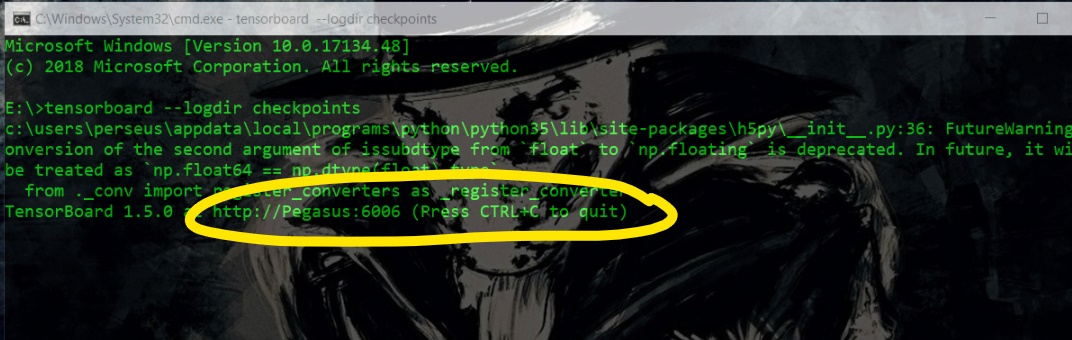 C:\Windows\System32\cmd.exe - tensorboard  --logdir checkpoints
Microsoft Windows [Version 10.0.17134.48]
(c) 2018 Microsoft Corporation. All rights reserved.
E:\>tensorboard --logdir checkpoints
c:\users\perseus\appdata\local\programs\python\python35\lib\site-packages\h5py\__init__.py:36: FutureWarning
onversion of the second argument of issubdtype from `float` to `np.floating` is deprecated. In future, it wi
be treated as `np.float64 == np.dtype(float).type`.
  from ._conv import register_converters as _register_converters
TensorBoard 1.5.0 at http://Pegasus:6006 (Press CTRL+C to quit)